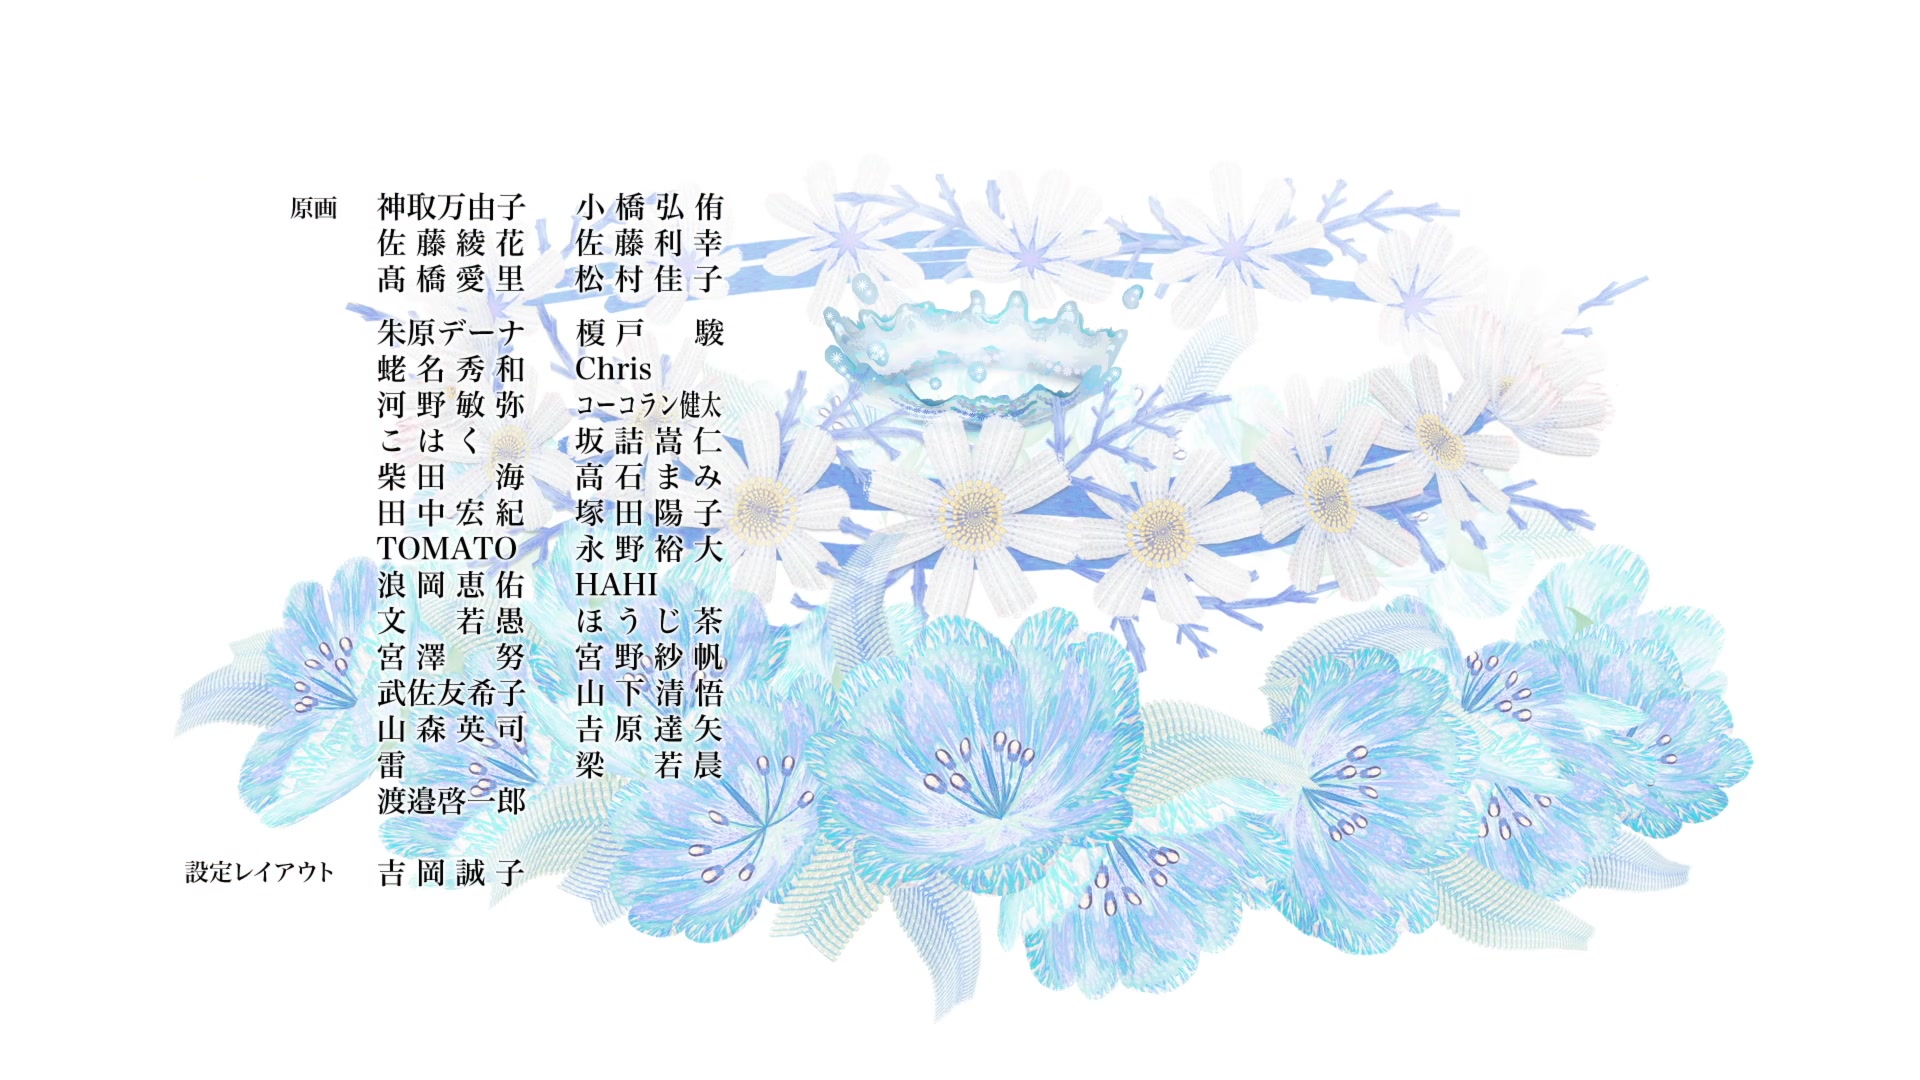 原画 神取万由子 小橋弘侑
佐藤綾花 佐藤利幸
髙橋愛里 松村佳子
朱原デーナ 榎戸駿
蛯名秀和 Chris
河野敏弥 コーコラン健太
こはく 坂詰嵩仁
柴田海 高石まみ
田中宏紀 塚田陽子
TOMATO 永野裕大
浪岡恵佑 HAHI
文若愚 ほうじ茶
宮澤努 宮野紗帆
武佐友希子 山下清悟
山森英司 𠮷原達矢
雷 梁若晨
渡邉啓一郎
設定レイアウト 吉岡誠子